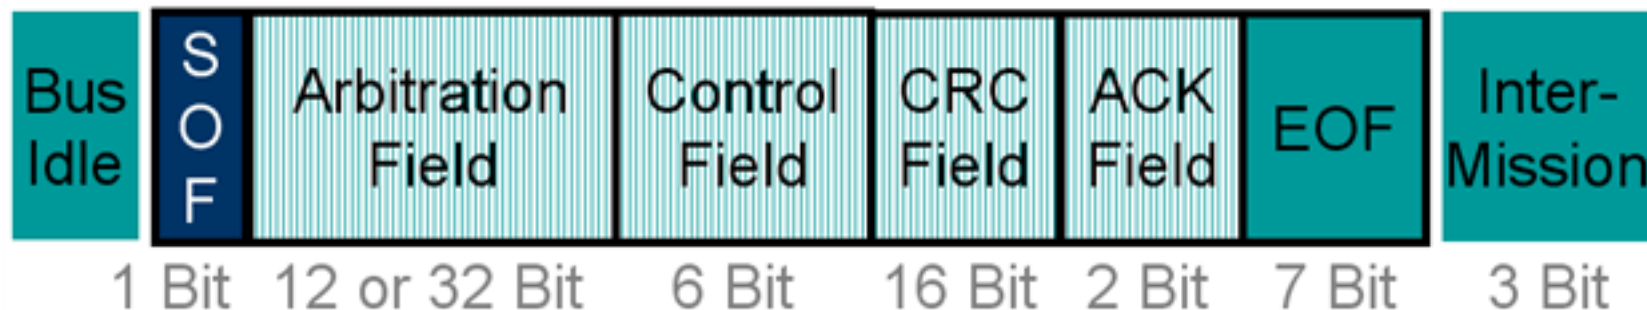 Bus
Idle
S
O
F
Arbitration
Field
Control
Field
CRC
Field
ACK
Field
EOF
Inter-
Mission
1 Bit
12 or 32 Bit
6 Bit
16 Bit
2 Bit
7 Bit
3 Bit